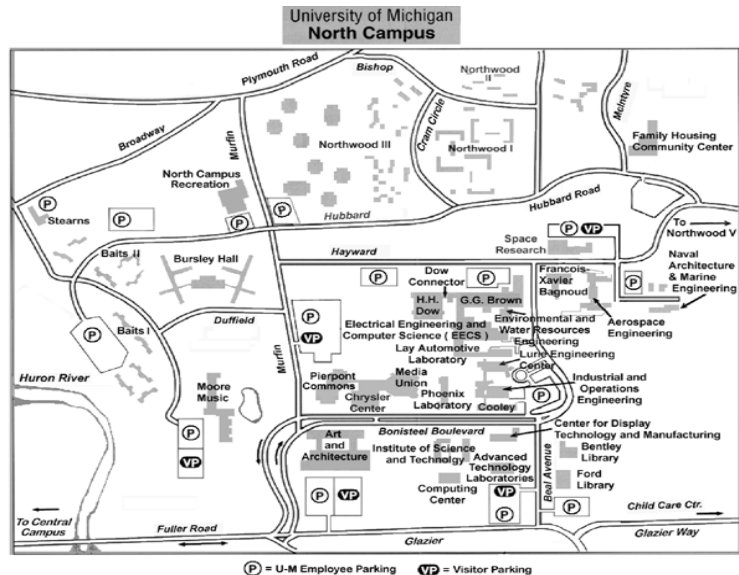 University of Michigan
North Campus
Plymouth Road
Bishop
Northwood
II
McIntyre
Broadway
Murfin
Cram Circle
Northwood III
Northwood I
Family Housing
Community Center
North Campus
Recreation
P
Stearns
P
P
P
Hubbard
Hubbard Road
To
Northwood V
P VP
Space
Research
Hayward
Baits II
Bursley Hall
Naval
Architecture
& Marine
Engineering
Dow
Connector
P
P
Francois-
Xavier
Bagnoud
P
H.H.
Dow
G.G. Brown
Environmental and
Water Resources
Engineering
Aerospace
Engineering
P
VP
Electrical Engineering and
Computer Science ( EECS )
Lay Automotive
Laboratory
Lurie Engineering
Center
P
Baits I
Duffield
Murfin
Huron River
Moore
Music
Pierpont
Commons
Media
Union
Chrysler
Center
Phoenix
Laboratory
Cooley
P
Industrial and
Operations
Engineering
Bonisteel Boulevard
Center for Display
Technology and Manufacturing
Art
and
Architecture
Institute of Science
and Technolgy
Advanced
Technology
Laboratories
Bentley
Library
Ford
Library
Beal Avenue
P
VP
Computing
Center
P
VP
VP
P
P
Child Care Ctr.
To Central
Campus
Fuller Road
Glazier
Glazier Way
P = U-M Employee Parking VP = Visitor Parking